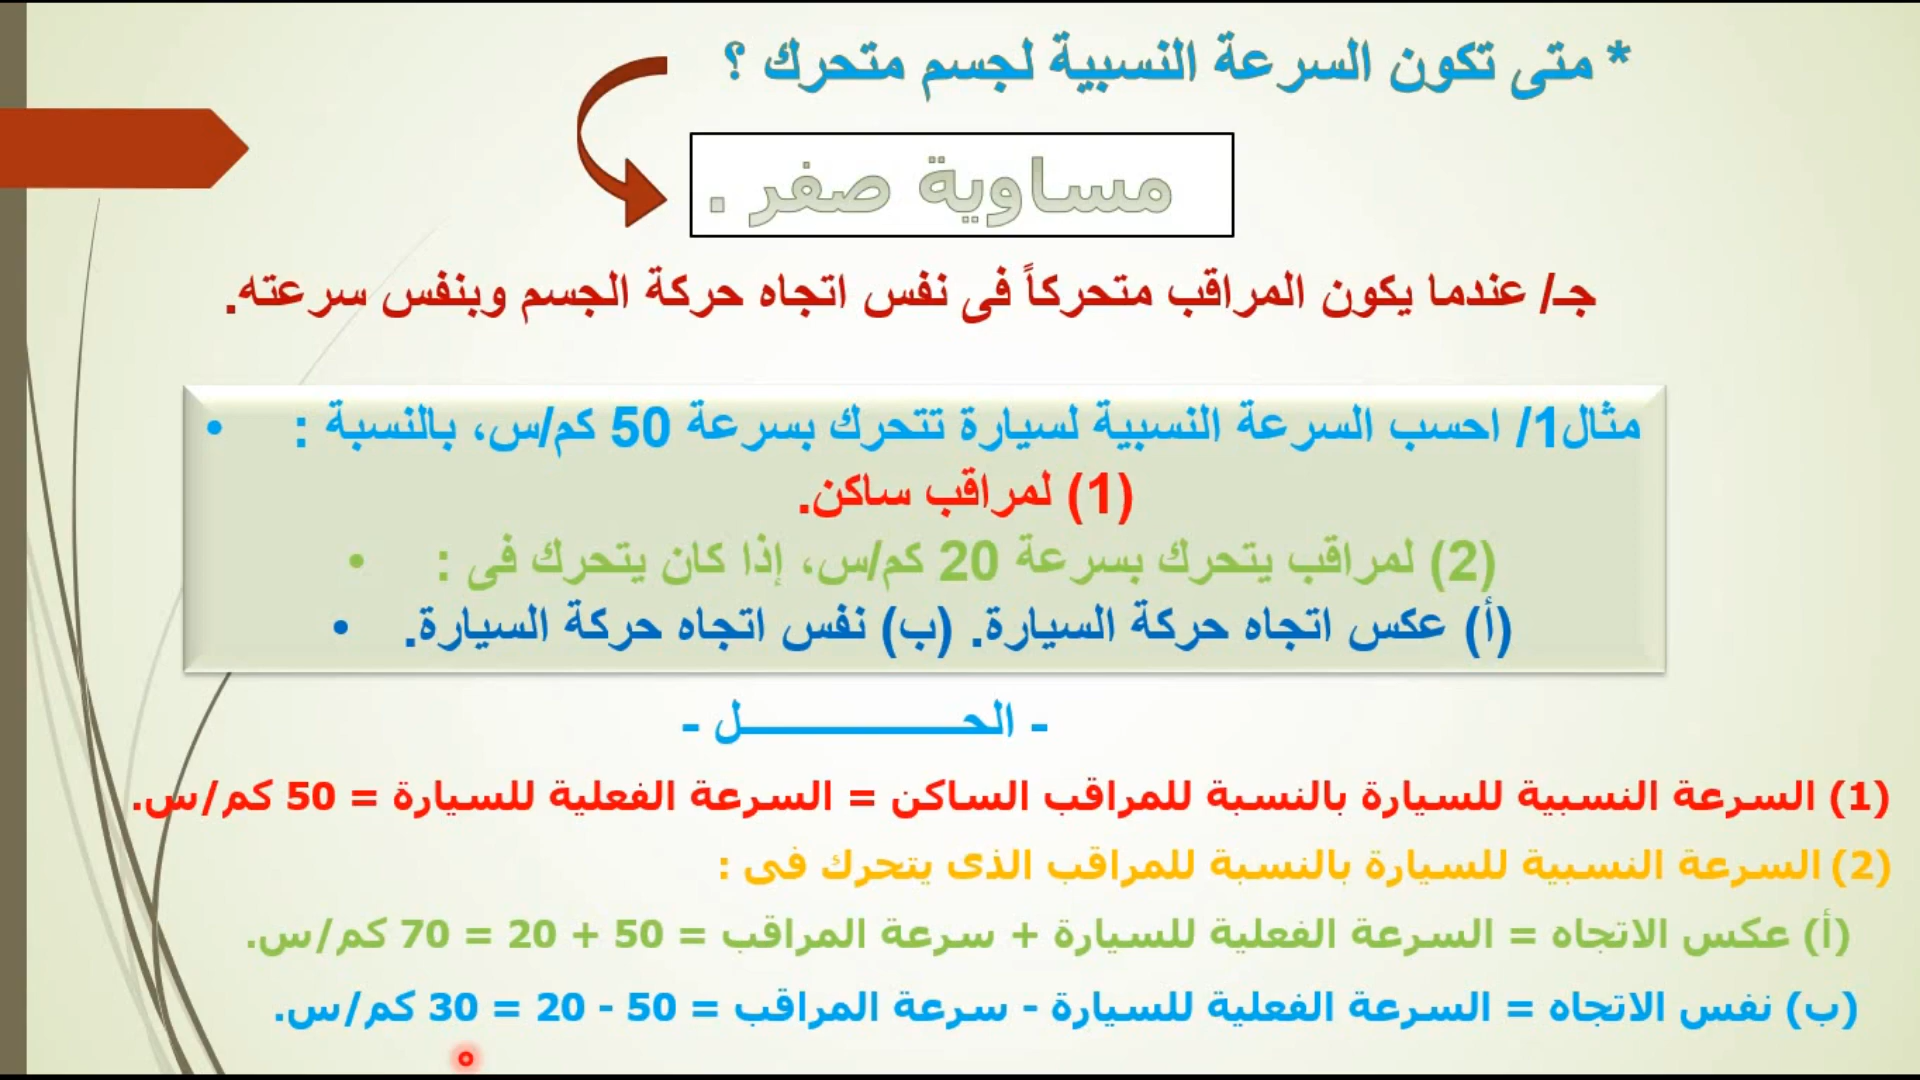 * متى تكون السرعة النسبية لجسم متحرك ؟
مساوية صفر .
جـ/ عندما يكون المراقب متحركاً فى نفس اتجاه حركة الجسم وبنفس سرعته.
مثال1/ احسب السرعة النسبية لسيارة تتحرك بسرعة 50 كم/س، بالنسبة : •
(1) لمراقب ساكن.
(2) لمراقب يتحرك بسرعة 20 كم/س، إذا كان يتحرك فى : •
(أ) عكس اتجاه حركة السيارة. (ب) نفس اتجاه حركة السيارة. •
- الحــــــــــــــل -
(1) السرعة النسبية للسيارة بالنسبة للمراقب الساكن = السرعة الفعلية للسيارة = 50 كم/س.
(2) السرعة النسبية للسيارة بالنسبة للمراقب الذى يتحرك فى :
(أ) عكس الاتجاه = السرعة الفعلية للسيارة + سرعة المراقب = 50 + 20 = 70 كم/س.
(ب) نفس الاتجاه = السرعة الفعلية للسيارة - سرعة المراقب = 50 - 20 = 30 كم/س.